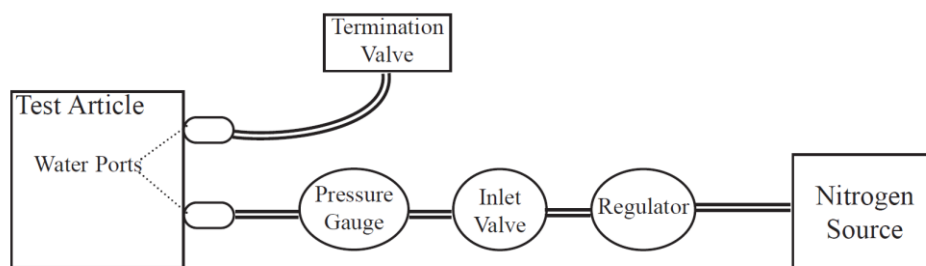 Termination
Valve
Test Article
Water Ports
Pressure
Gauge
Inlet
Valve
Regulator
Nitrogen
Source